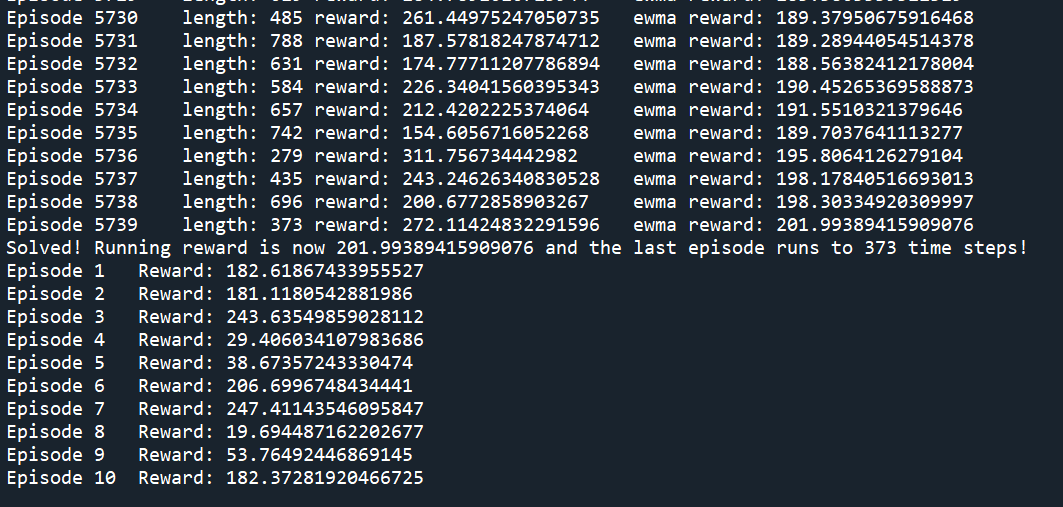 Episode 5730    length: 485 reward: 261.44975247050735   ewma reward: 189.37950675916468
Episode 5731    length: 788 reward: 187.57818247874712   ewma reward: 189.28944054514378
Episode 5732    length: 631 reward: 174.77711207786894   ewma reward: 188.56382412178004
Episode 5733    length: 584 reward: 226.34041560395343   ewma reward: 190.45265369588873
Episode 5734    length: 657 reward: 212.4202225374064    ewma reward: 191.5510321379646
Episode 5735    length: 742 reward: 154.6056716052268    ewma reward: 189.7037641113277
Episode 5736    length: 279 reward: 311.756734442982     ewma reward: 195.8064126279104
Episode 5737    length: 435 reward: 243.24626340830528   ewma reward: 198.17840516693013
Episode 5738    length: 696 reward: 200.6772858903267    ewma reward: 198.30334920309997
Episode 5739    length: 373 reward: 272.11424832291596   ewma reward: 201.99389415909076
Solved! Running reward is now 201.99389415909076 and the last episode runs to 373 time steps!
Episode 1   Reward: 182.61867433955527
Episode 2   Reward: 181.1180542881986
Episode 3   Reward: 243.63549859028112
Episode 4   Reward: 29.406034107983686
Episode 5   Reward: 38.67357243330474
Episode 6   Reward: 206.6996748434441
Episode 7   Reward: 247.41143546095847
Episode 8   Reward: 19.694487162202677
Episode 9   Reward: 53.76492446869145
Episode 10  Reward: 182.37281920466725